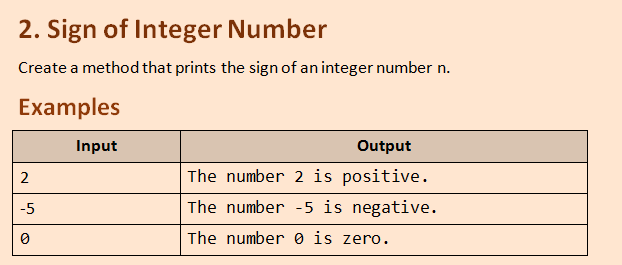 2. Sign of Integer Number
Create a method that prints the sign of an integer number n.
Examples
Input Output
2 The number 2 is positive.
-5 The number -5 is negative.
0 The number 0 is zero.